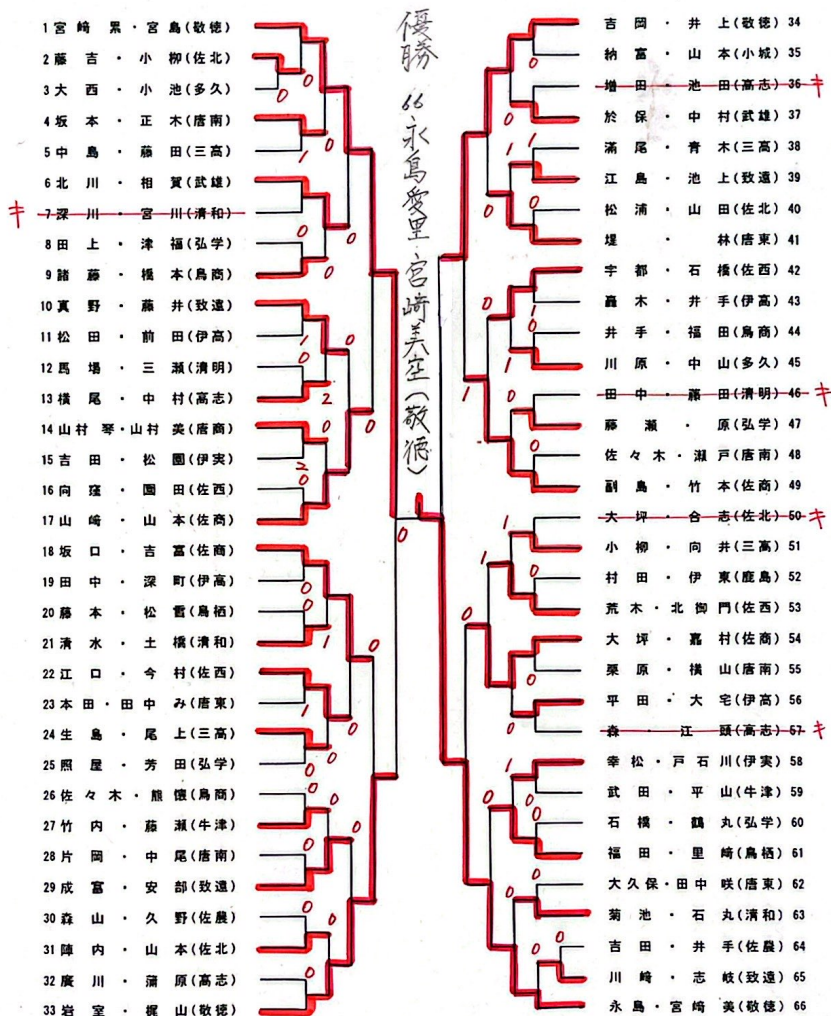 優勝 66 永島愛里・宮崎美空(敬徳)
1 宮崎累・宮島(敬徳)
2 藤吉・小柳(佐北)
3 大西・小池(多久)
4 坂本・正木(唐南)
5 中島・藤田(三高)
6 北川・相賀(武雄)
キ 7 深川・宮川(清和)
8 田上・津福(弘学)
9 諸藤・橋本(鳥商)
10 真野・藤井(致遠)
11 松田・前田(伊高)
12 馬場・三瀬(清明)
13 横尾・中村(高志)
14 山村琴・山村美(唐商)
15 吉田・松園(伊実)
16 向窪・園田(佐西)
17 山崎・山本(佐商)
18 坂口・吉富(佐商)
19 田中・深町(伊高)
20 藤本・松雪(鳥栖)
21 清水・土橋(清和)
22 江口・今村(佐西)
23 本田・田中み(唐東)
24 生島・尾上(三高)
25 照屋・芳田(弘学)
26 佐々木・熊懐(鳥商)
27 竹内・藤瀬(牛津)
28 片岡・中尾(唐南)
29 成富・安部(致遠)
30 森山・久野(佐農)
31 陣内・山本(佐北)
32 廣川・蒲原(高志)
33 岩室・梶山(敬徳)
吉岡・井上(敬徳) 34
納富・山本(小城) 35
増田・池田(高志) 36 キ
於保・中村(武雄) 37
満尾・青木(三高) 38
江島・池上(致遠) 39
松浦・山田(佐北) 40
堤・林(唐東) 41
宇都・石橋(佐西) 42
轟木・井手(伊高) 43
井手・福田(鳥商) 44
川原・中山(多久) 45
田中・藤田(清明) 46 キ
藤瀬・原(弘学) 47
佐々木・瀬戸(唐南) 48
副島・竹本(佐商) 49
大坪・合志(佐北) 50 キ
小柳・向井(三高) 51
村田・伊東(鹿島) 52
荒木・北御門(佐西) 53
大坪・嘉村(佐商) 54
栗原・横山(唐南) 55
平田・大宅(伊高) 56
森・江頭(高志) 57 キ
幸松・戸石川(伊実) 58
武田・平山(牛津) 59
石橋・鶴丸(弘学) 60
福田・里崎(鳥栖) 61
大久保・田中咲(唐東) 62
菊池・石丸(清和) 63
吉田・井手(佐農) 64
川崎・志岐(致遠) 65
永島・宮崎美(敬徳) 66